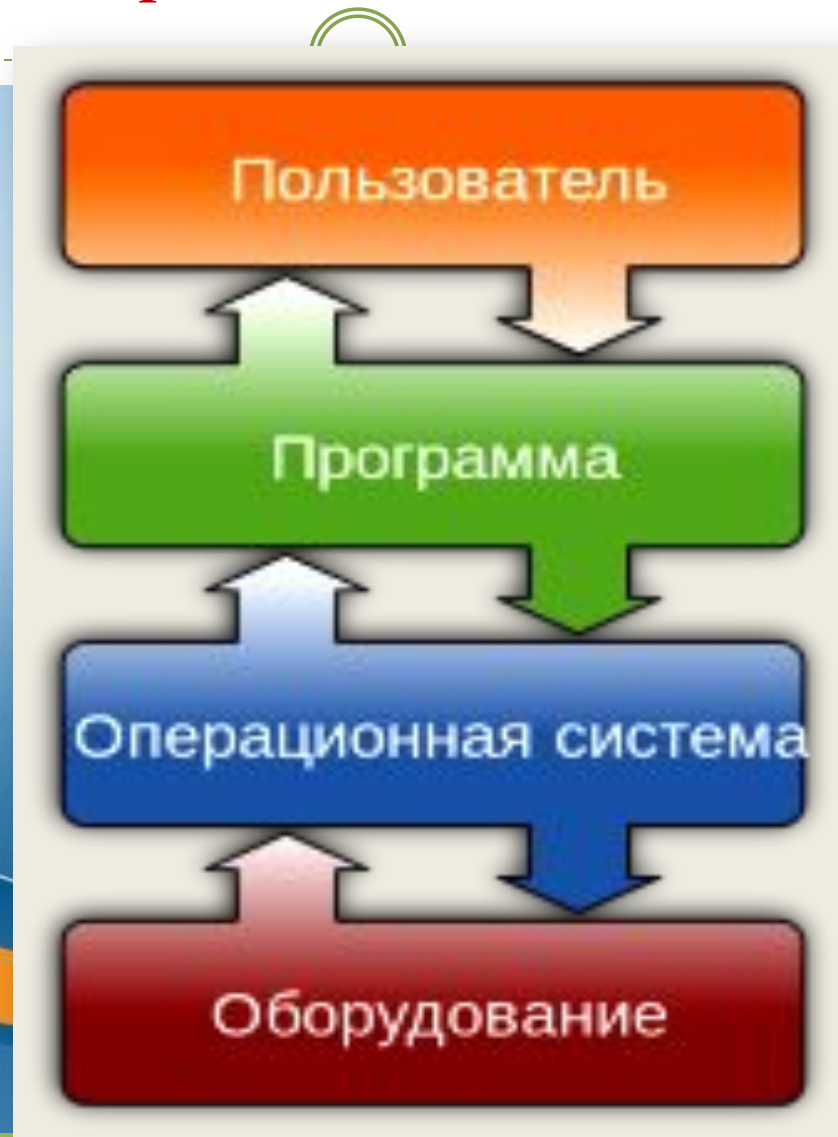 Пользователь
Программа
Операционная система
Оборудование